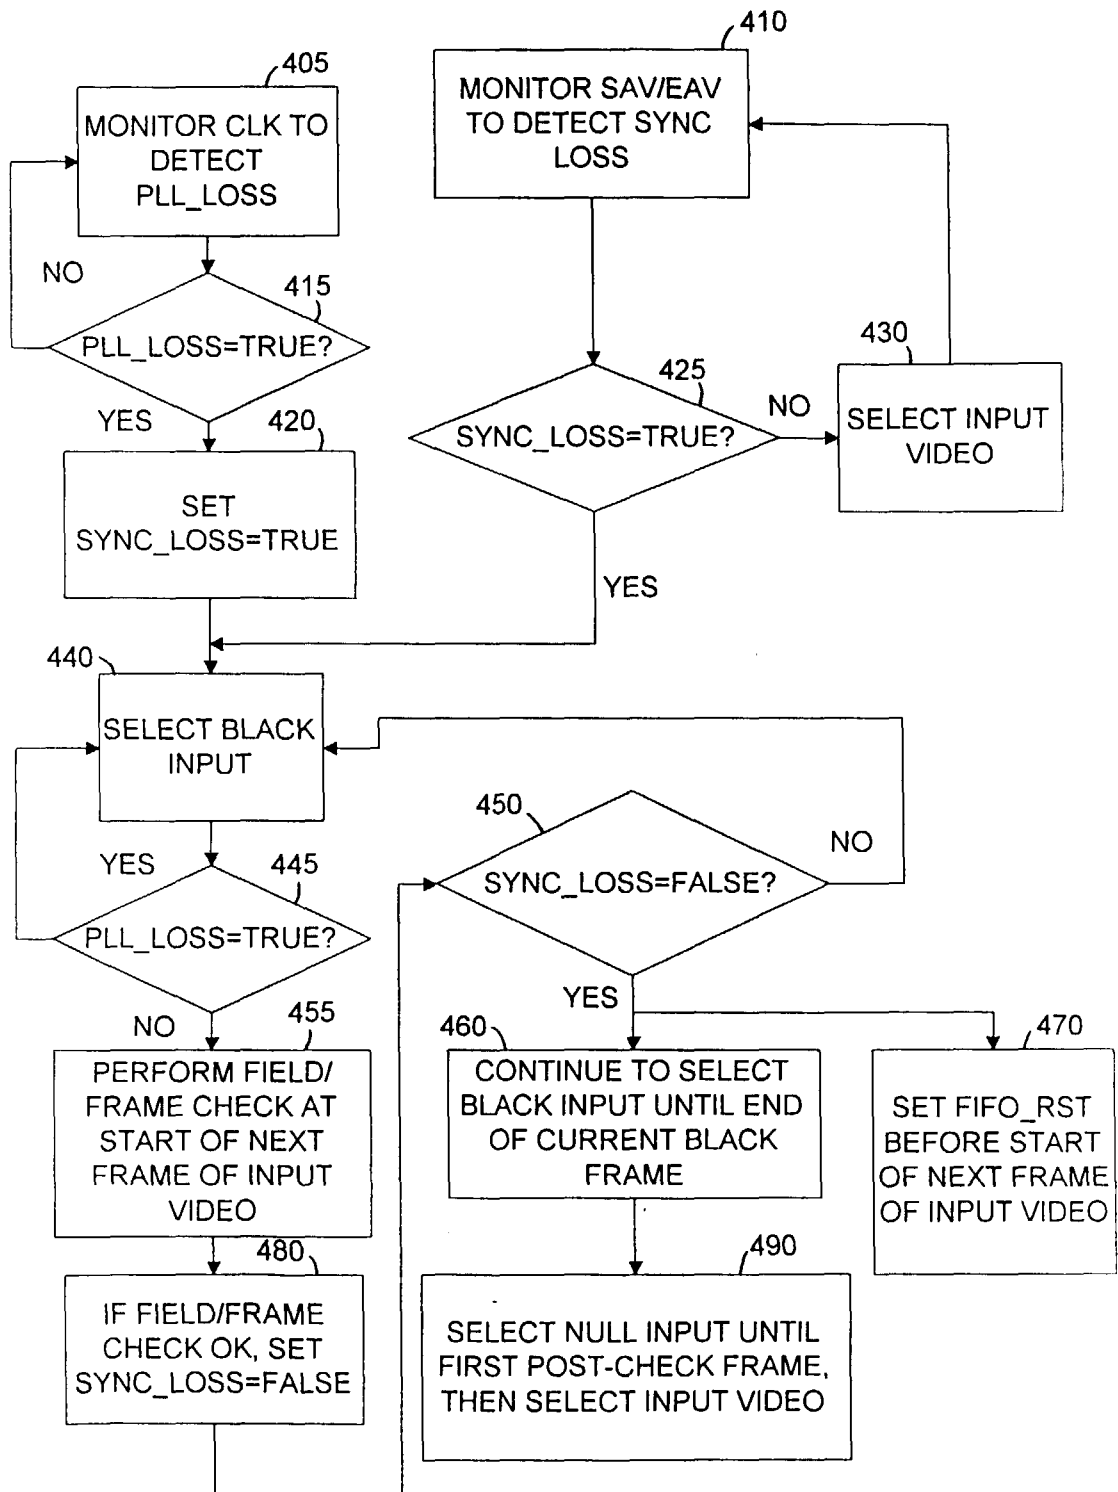 405
MONITOR CLK TO
DETECT
PLL_LOSS
410
MONITOR SAV/EAV
TO DETECT SYNC
LOSS
NO
415
PLL_LOSS=TRUE?
YES
420
SET
SYNC_LOSS=TRUE
425
SYNC_LOSS=TRUE?
NO
430
SELECT INPUT
VIDEO
YES
440
SELECT BLACK
INPUT
YES
445
PLL_LOSS=TRUE?
NO
450
SYNC_LOSS=FALSE?
NO
YES
455
PERFORM FIELD/
FRAME CHECK AT
START OF NEXT
FRAME OF INPUT
VIDEO
460
CONTINUE TO SELECT
BLACK INPUT UNTIL END
OF CURRENT BLACK
FRAME
470
SET FIFO_RST
BEFORE START
OF NEXT FRAME
OF INPUT VIDEO
480
IF FIELD/FRAME
CHECK OK, SET
SYNC_LOSS=FALSE
490
SELECT NULL INPUT UNTIL
FIRST POST-CHECK FRAME,
THEN SELECT INPUT VIDEO